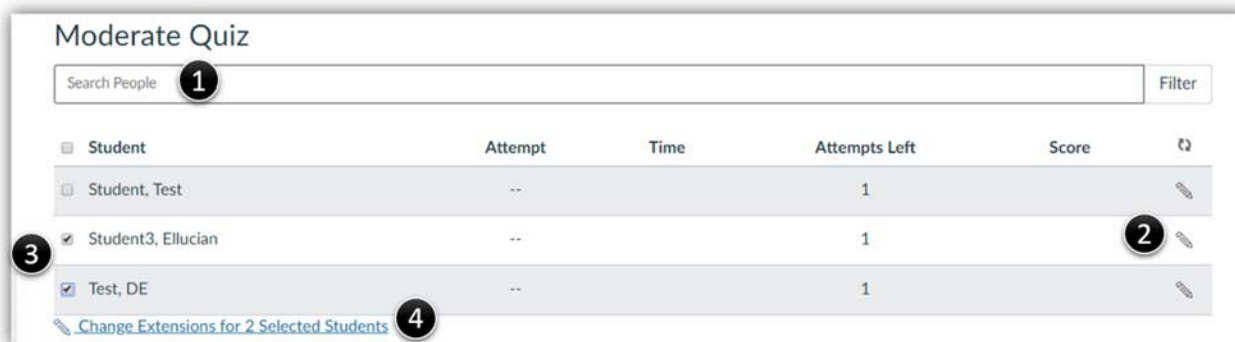 Moderate Quiz
Search People 1 Filter
Student Attempt Time Attempts Left Score
Student, Test -- 1
Student3, Ellucian -- 1 2
3
Test, DE -- 1
Change Extensions for 2 Selected Students 4